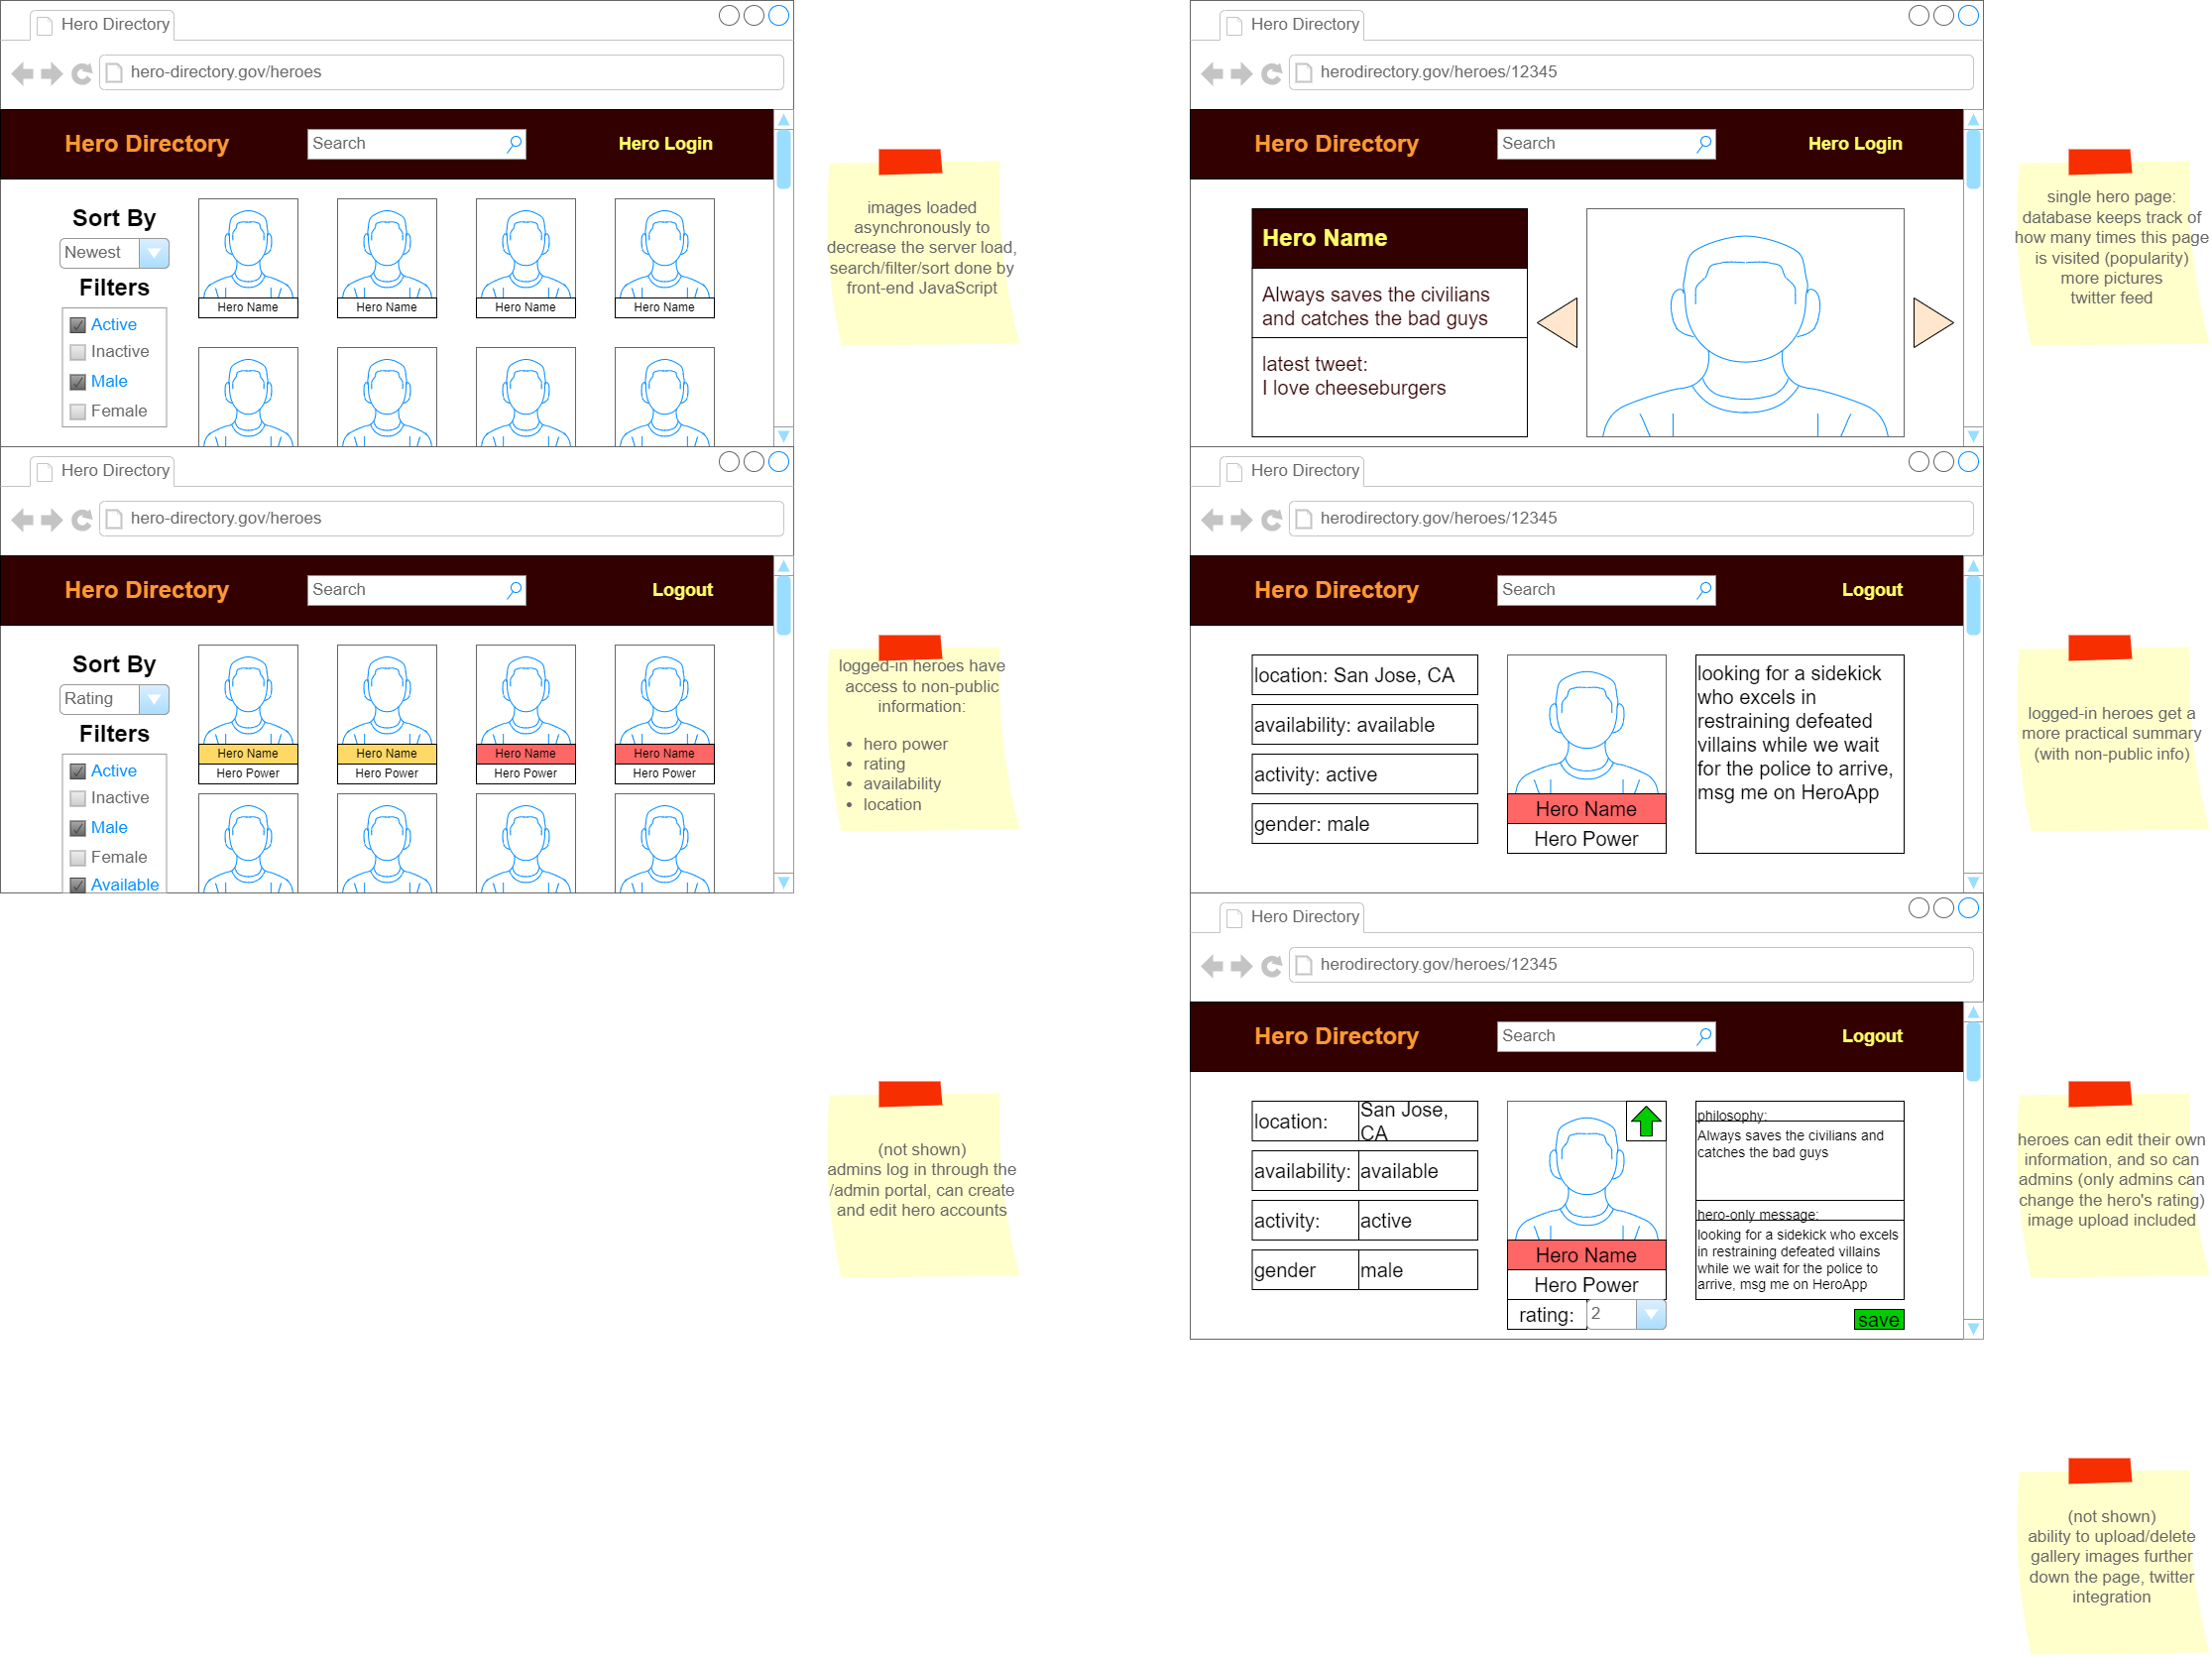 Hero Directory
hero-directory.gov/heroes
Hero Directory
Search
Hero Login
Sort By
Newest
Filters
Active
Inactive
Male
Female
Hero Name
Hero Name
Hero Name
Hero Name
images loaded
asynchronously to
decrease the server load,
search/filter/sort done by
front-end JavaScript
Hero Directory
hero-directory.gov/heroes
Hero Directory
Search
Logout
Sort By
Rating
Filters
Active
Inactive
Male
Female
Available
Hero Name
Hero Name
Hero Name
Hero Name
Hero Power
Hero Power
Hero Power
Hero Power
logged-in heroes have
access to non-public
information:
• hero power
• rating
• availability
• location
(not shown)
admins log in through the
/admin portal, can create
and edit hero accounts
Hero Directory
herodirectory.gov/heroes/12345
Hero Directory
Search
Hero Login
Hero Name
Always saves the civilians
and catches the bad guys
latest tweet:
I love cheeseburgers
single hero page:
database keeps track of
how many times this page
is visited (popularity)
more pictures
twitter feed
Hero Directory
herodirectory.gov/heroes/12345
Hero Directory
Search
Logout
location: San Jose, CA
availability: available
activity: active
gender: male
Hero Name
Hero Power
looking for a sidekick
who excels in
restraining defeated
villains while we wait
for the police to arrive,
msg me on HeroApp
logged-in heroes get a
more practical summary
(with non-public info)
Hero Directory
herodirectory.gov/heroes/12345
Hero Directory
Search
Logout
location:
San Jose,
CA
availability:
available
activity:
active
gender
male
Hero Name
Hero Power
rating:
2
philosophy:
Always saves the civilians and
catches the bad guys
hero-only message:
looking for a sidekick who excels
in restraining defeated villains
while we wait for the police to
arrive, msg me on HeroApp
save
heroes can edit their own
information, and so can
admins (only admins can
change the hero's rating)
image upload included
(not shown)
ability to upload/delete
gallery images further
down the page, twitter
integration